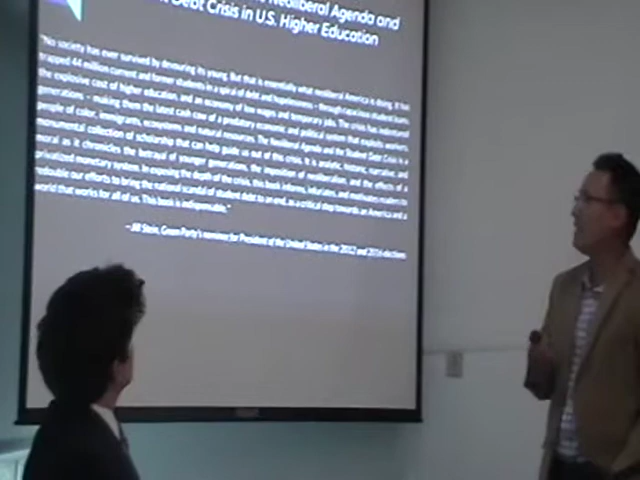 Neoliberal Agenda and
Debt Crisis in U.S. Higher Education
"No society has ever survived by devouring its young. But that is essentially what neoliberal America is doing. It has
trapped 44 million current and former students in a spiral of debt and hopelessness – through rapacious student loans,
the explosive cost of higher education, and an economy of low wages and temporary jobs. The crisis has
generations – making them the latest cash cow of a predatory economic and political system that exploits workers,
people of color, immigrants, ecosystems and natural resources. The Neoliberal Agenda and the Student Debt Crisis is a
monumental collection of scholarship that can help guide us out of this crisis. It is analytic, historic, narrative, and
as it chronicles the betrayal of younger generations, the imposition of neoliberalism, and the effects of a
privatized monetary system. In exposing the depth of the crisis, this book informs, infuriates, and motivates readers to
redouble our efforts to bring the national scandal of student debt to an end, as a critical step towards an America and a
world that works for all of us. This book is indispensable."
–Jill Stein, Green Party's nominee for President of the United States in the 2012 and 2016 elections